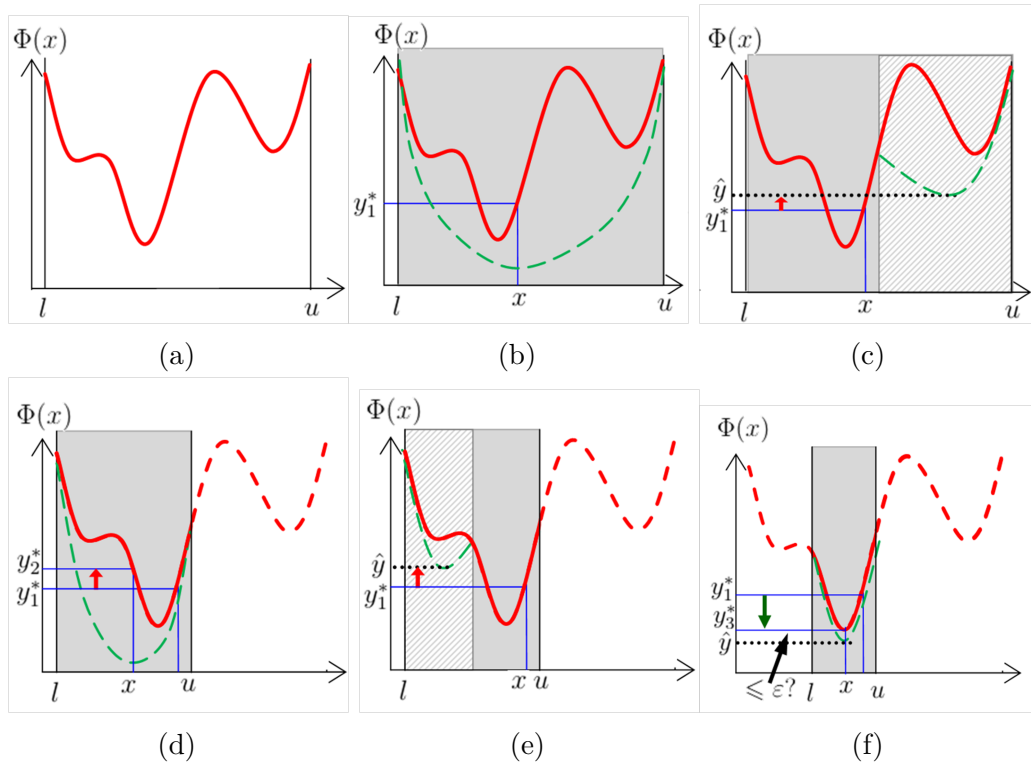 Φ(x)
l
u
(a)
Φ(x)
y₁*
l
x
u
(b)
Φ(x)
ŷ
y₁*
l
x
u
(c)
Φ(x)
y₂*
y₁*
l
x
u
(d)
Φ(x)
ŷ
y₁*
l
x u
(e)
Φ(x)
y₁*
y₃*
ŷ
⩽ ε?
l
x
u
(f)